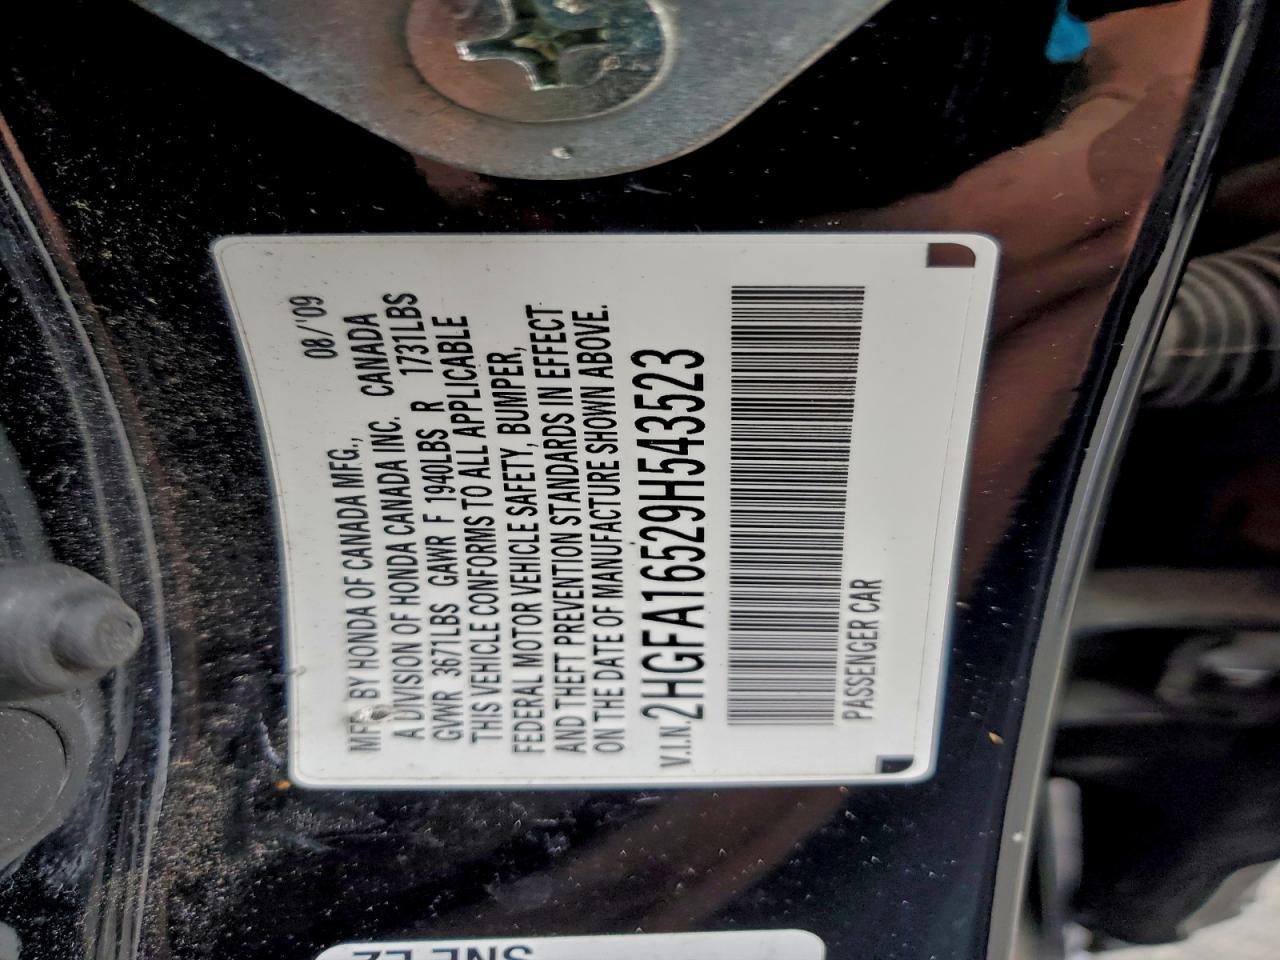 08/'09
MFD. BY HONDA OF CANADA MFG.,
A DIVISION OF HONDA CANADA INC. CANADA
GVWR 3671LBS GAWR F 1940LBS R 1731LBS
THIS VEHICLE CONFORMS TO ALL APPLICABLE
FEDERAL MOTOR VEHICLE SAFETY, BUMPER,
AND THEFT PREVENTION STANDARDS IN EFFECT
ON THE DATE OF MANUFACTURE SHOWN ABOVE.
V.I.N.2HGFA16529H543523
PASSENGER CAR